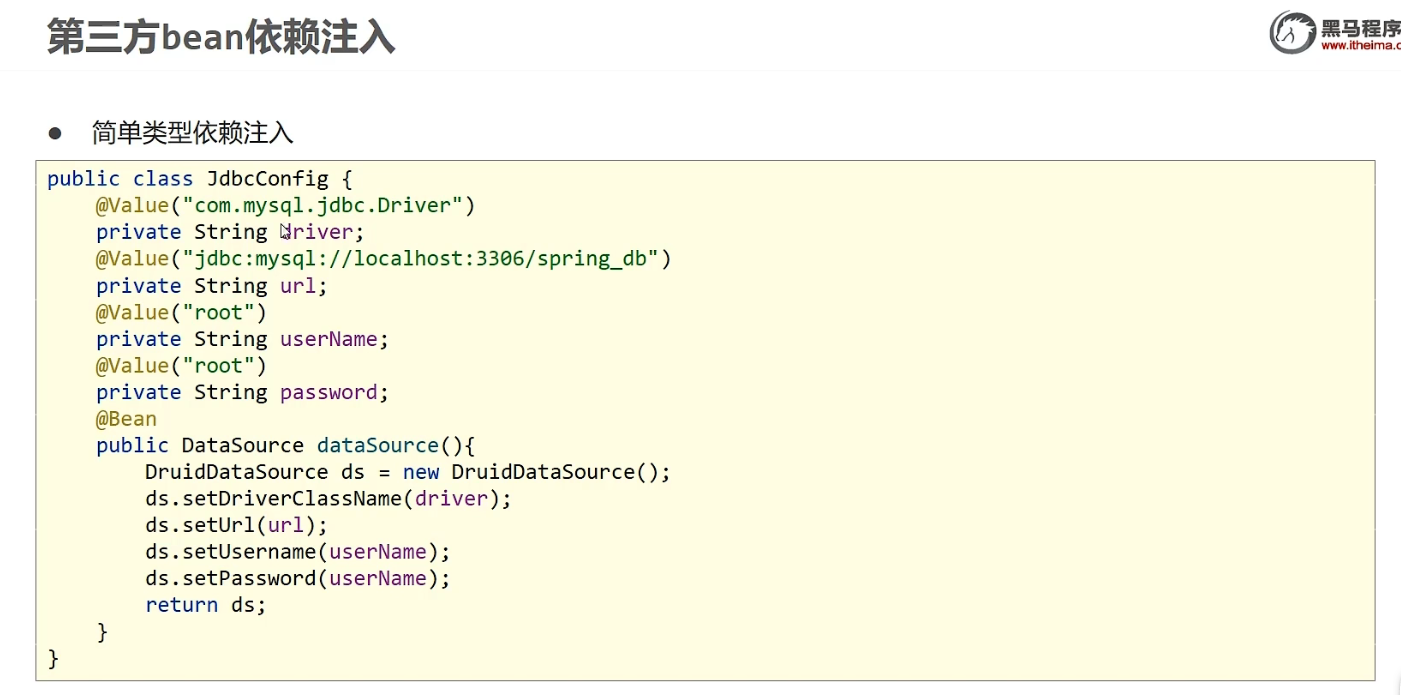 第三方bean依赖注入
黑马程序
www.itheima.c
● 简单类型依赖注入
public class JdbcConfig {
    @Value("com.mysql.jdbc.Driver")
    private String driver;
    @Value("jdbc:mysql://localhost:3306/spring_db")
    private String url;
    @Value("root")
    private String userName;
    @Value("root")
    private String password;
    @Bean
    public DataSource dataSource(){
        DruidDataSource ds = new DruidDataSource();
        ds.setDriverClassName(driver);
        ds.setUrl(url);
        ds.setUsername(userName);
        ds.setPassword(userName);
        return ds;
    }
}